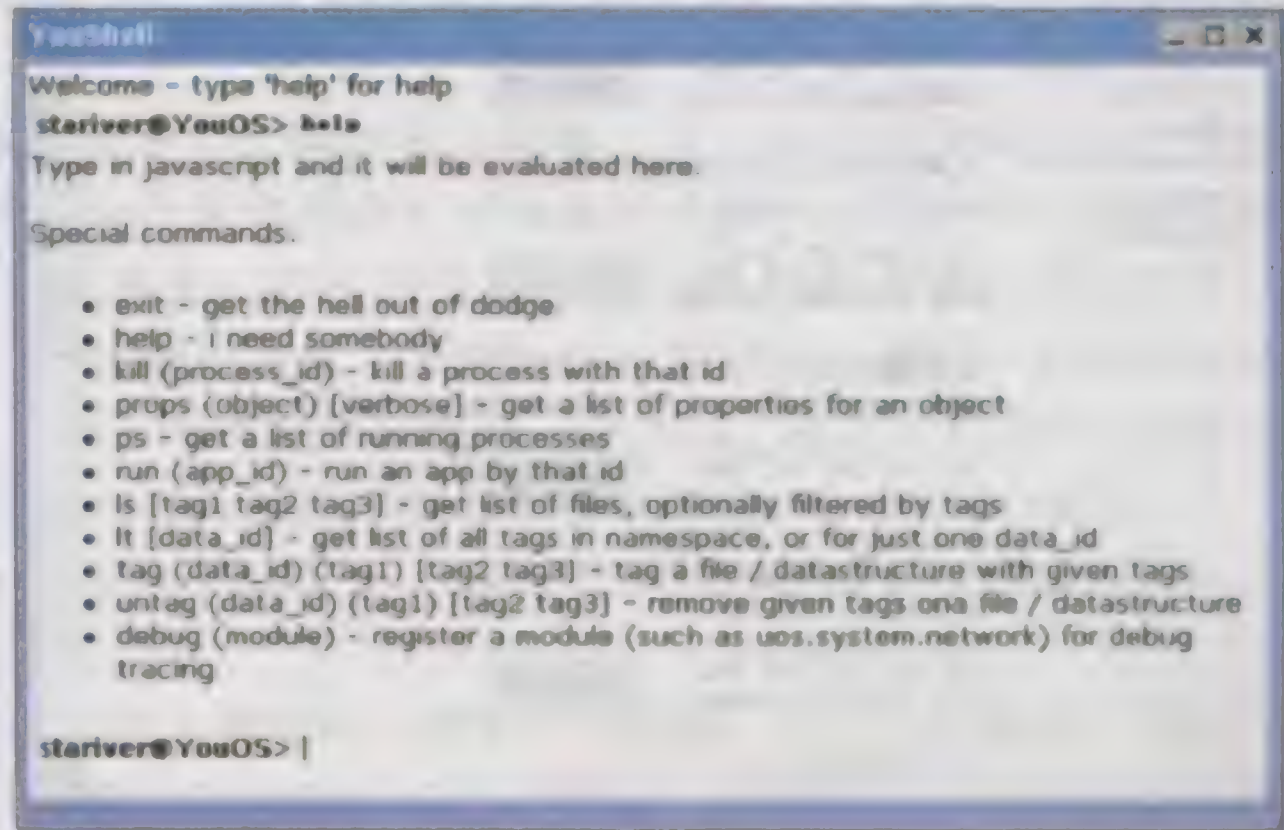 YouShell
Welcome - type 'help' for help
stariver@YouOS> help
Type in javascript and it will be evaluated here.
Special commands.
• exit - get the hell out of dodge
• help - i need somebody
• kill (process_id) - kill a process with that id
• props (object) [verbose] - get a list of properties for an object
• ps - get a list of running processes
• run (app_id) - run an app by that id
• ls [tag1 tag2 tag3] - get list of files, optionally filtered by tags
• lt [data_id] - get list of all tags in namespace, or for just one data_id
• tag (data_id) (tag1) [tag2 tag3] - tag a file / datastructure with given tags
• untag (data_id) (tag1) [tag2 tag3] - remove given tags ona file / datastructure
• debug (module) - register a module (such as uos.system.network) for debug
tracing
stariver@YouOS> |